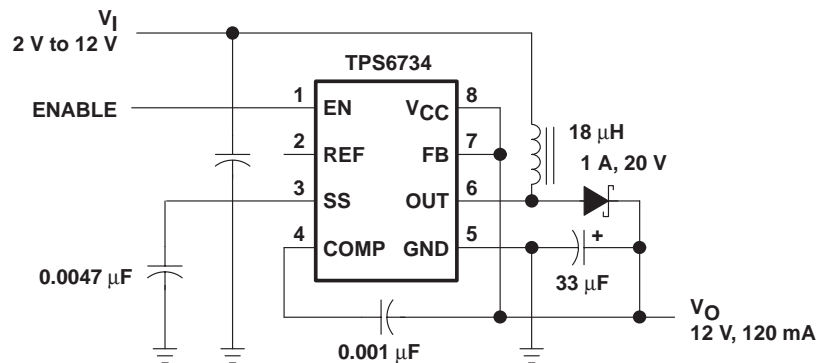 VI
2 V to 12 V
TPS6734
ENABLE
1
EN
VCC
8
2
REF
FB
7
3
SS
OUT
6
4
COMP
GND
5
18 μH
1 A, 20 V
+
33 μF
0.0047 μF
0.001 μF
VO
12 V, 120 mA